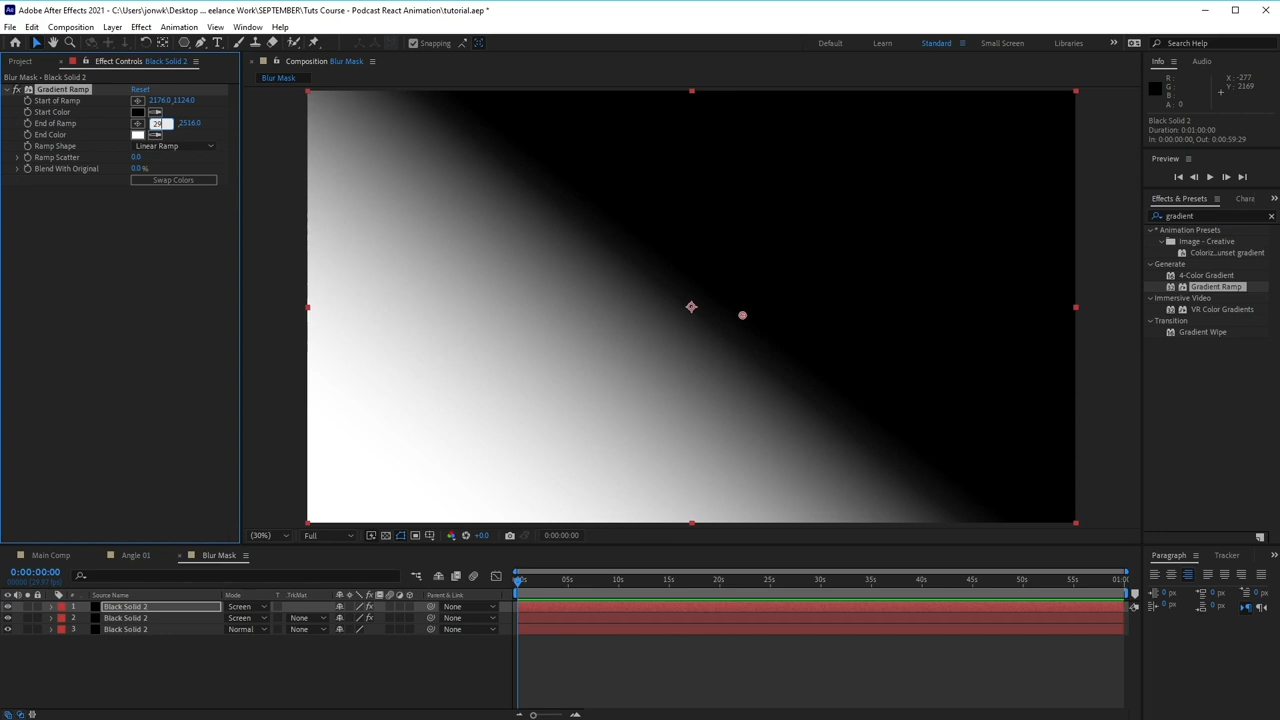 Adobe After Effects 2021 - C:\Users\jonwk\Desktop ... eelance Work\SEPTEMBER\Tuts Course - Podcast React Animation\tutorial.aep *
File Edit Composition Layer Effect Animation View Window Help
Snapping Default Learn Standard Small Screen Libraries Search Help
Project Effect Controls Black Solid 2 Composition Blur Mask Info Audio
Blur Mask • Black Solid 2 Blur Mask
Gradient Ramp Reset
Start of Ramp 2176.0,1124.0
Start Color
End of Ramp 29 ,2516.0
End Color
Ramp Shape Linear Ramp
Ramp Scatter 0.0
Blend With Original 0.0 %
Swap Colors
R :
G :
B :
A : 0
X : -277
Y : 2169
Black Solid 2
Duration: 0:01:00:00
In: 0:00:00:00, Out: 0:00:59:29
Preview
Effects & Presets Chara
gradient
* Animation Presets
Image - Creative
Coloriz...unset gradient
Generate
4-Color Gradient
Gradient Ramp
Immersive Video
VR Color Gradients
Transition
Gradient Wipe
(30%) Full +0.0 0:00:00:00
Main Comp Angle 01 Blur Mask
0:00:00:00
00000 (29.97 fps)
05s 10s 15s 20s 25s 30s 35s 40s 45s 50s 55s 01:00
# Source Name Mode T .TrkMat Parent & Link
1 Black Solid 2 Screen None
2 Black Solid 2 Screen None None
3 Black Solid 2 Normal None None
Paragraph Tracker
0 px 0 px 0 px
0 px 0 px